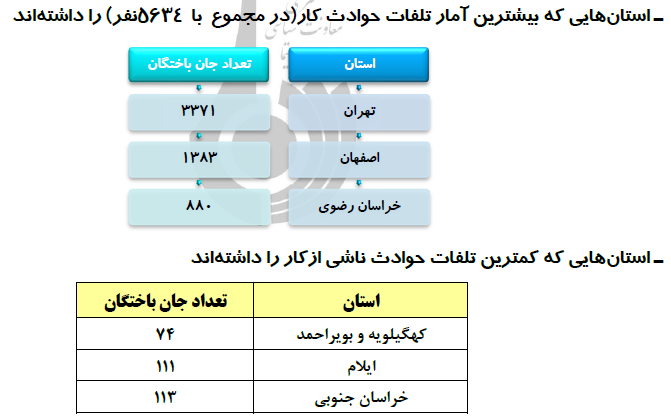 ـ استان‌هایی که بیشترین آمار تلفات حوادث کار(در مجموع با ۵۶۳۴نفر) را داشته‌اند
معاونت
استان تعداد جان باختگان
تهران ۳۳۷۱
اصفهان ۱۳۸۳
خراسان رضوی ۸۸۰
ـ استان‌هایی که کمترین تلفات حوادث ناشی ازکار را داشته‌اند
استان تعداد جان باختگان
کهگیلویه و بویراحمد ۷۴
ایلام ۱۱۱
خراسان جنوبی ۱۱۳